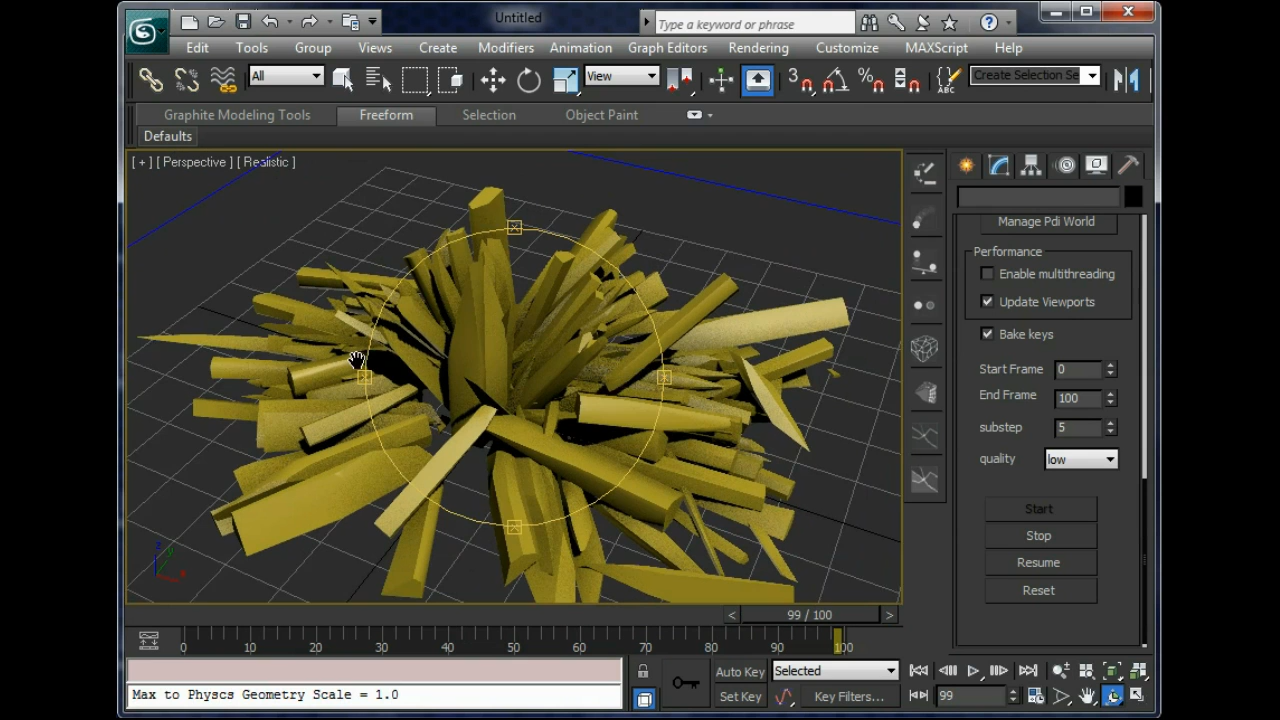 Untitled
Type a keyword or phrase
Edit Tools Group Views Create Modifiers Animation Graph Editors Rendering Customize MAXScript Help
All View 3 % ABC Create Selection Se
Graphite Modeling Tools Freeform Selection Object Paint
Defaults
[ + ] [ Perspective ] [ Realistic ]
Manage Pdi World
Performance
Enable multithreading
Update Viewports
Bake keys
Start Frame 0
End Frame 100
substep 5
quality low
Start
Stop
Resume
Reset
< 99 / 100 >
0 10 20 30 40 50 60 70 80 90 100
Auto Key Selected
Max to Physcs Geometry Scale = 1.0
Set Key Key Filters... 99